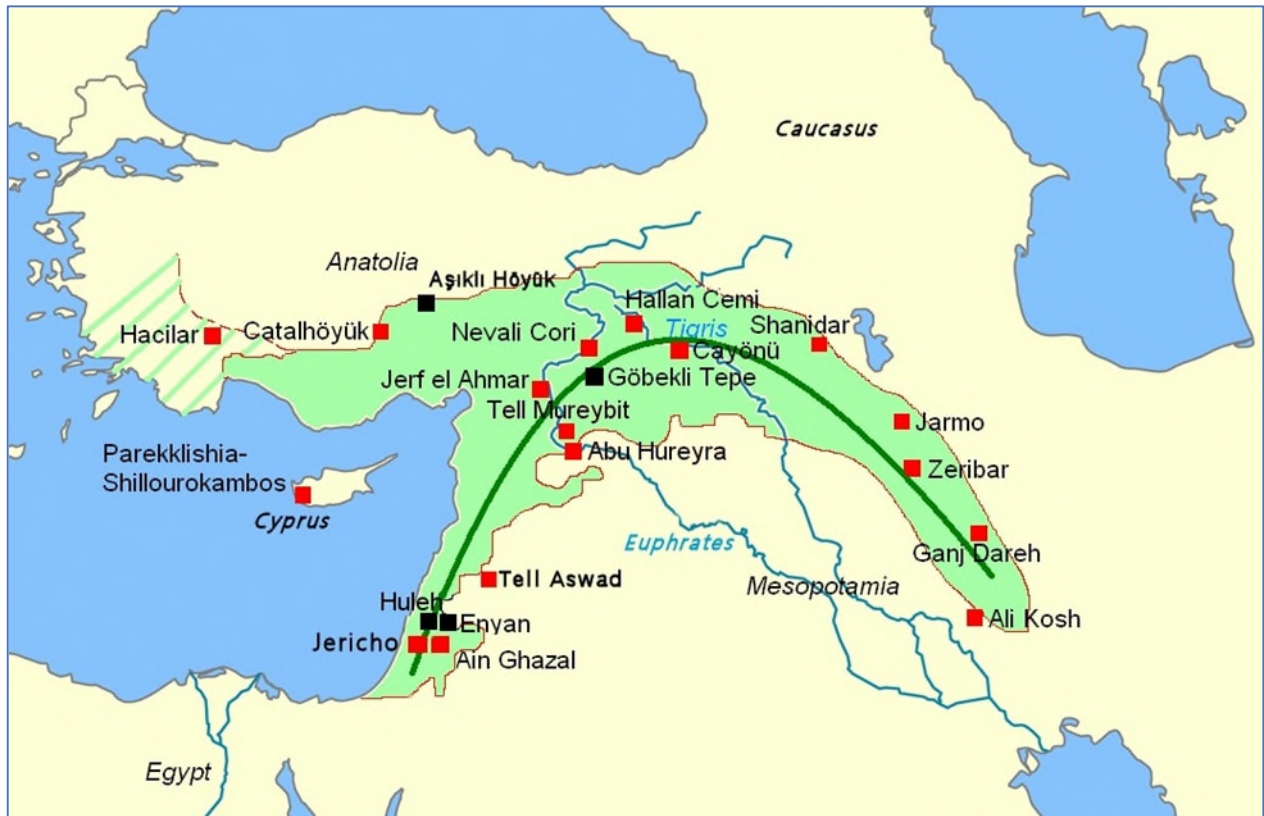 Caucasus
Anatolia
Aşıklı Höyük
Hallan Cemi
Hacilar
Catalhöyük
Nevali Cori
Tigris
Shanidar
Cayönü
Jerf el Ahmar
Göbekli Tepe
Tell Mureybit
Jarmo
Abu Hureyra
Parekklishia-
Shillourokambos
Zeribar
Cyprus
Euphrates
Ganj Dareh
Tell Aswad
Mesopotamia
Huleh
Enyan
Ali Kosh
Jericho
Ain Ghazal
Egypt